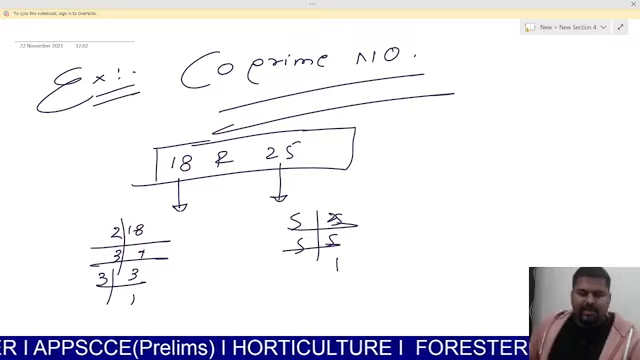 To sync this notebook, sign in to OneNote.
New > New Section 4
22 November 2021 12:02
Ex:- Coprime NO.
18 R 25
2 18
3 9
3 3
1
5 25
5 5
1
ER I APPSCCE(Prelims) I HORTICULTURE I FORESTER